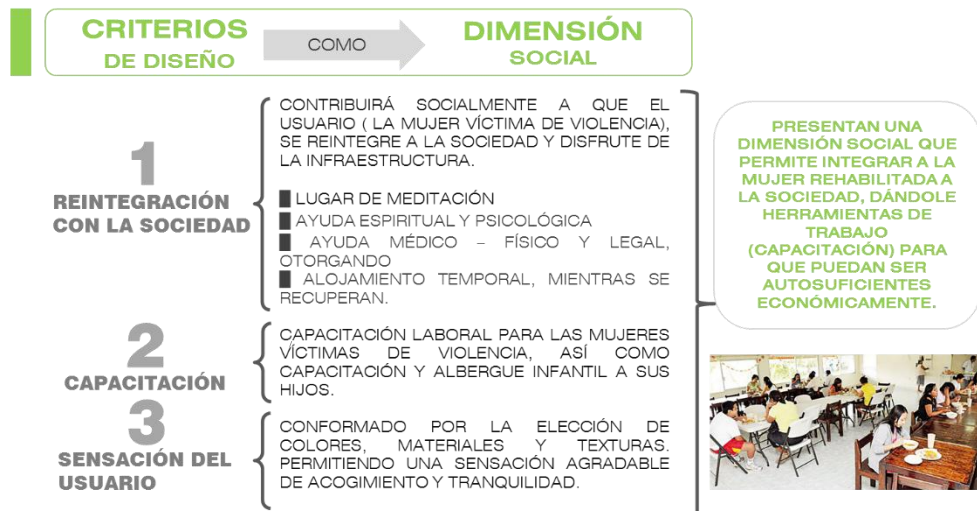 CRITERIOS
DE DISEÑO
COMO
DIMENSIÓN
SOCIAL
1
REINTEGRACIÓN
CON LA SOCIEDAD
CONTRIBUIRÁ SOCIALMENTE A QUE EL
USUARIO ( LA MUJER VÍCTIMA DE VIOLENCIA),
SE REINTEGRE A LA SOCIEDAD Y DISFRUTE DE
LA INFRAESTRUCTURA.
LUGAR DE MEDITACIÓN
AYUDA ESPIRITUAL Y PSICOLÓGICA
AYUDA MÉDICO – FÍSICO Y LEGAL,
OTORGANDO
ALOJAMIENTO TEMPORAL, MIENTRAS SE
RECUPERAN.
2
CAPACITACIÓN
CAPACITACIÓN LABORAL PARA LAS MUJERES
VÍCTIMAS DE VIOLENCIA, ASÍ COMO
CAPACITACIÓN Y ALBERGUE INFANTIL A SUS
HIJOS.
3
SENSACIÓN DEL
USUARIO
CONFORMADO POR LA ELECCIÓN DE
COLORES, MATERIALES Y TEXTURAS.
PERMITIENDO UNA SENSACIÓN AGRADABLE
DE ACOGIMIENTO Y TRANQUILIDAD.
PRESENTAN UNA
DIMENSIÓN SOCIAL QUE
PERMITE INTEGRAR A LA
MUJER REHABILITADA A
LA SOCIEDAD, DÁNDOLE
HERRAMIENTAS DE
TRABAJO
(CAPACITACIÓN) PARA
QUE PUEDAN SER
AUTOSUFICIENTES
ECONÓMICAMENTE.